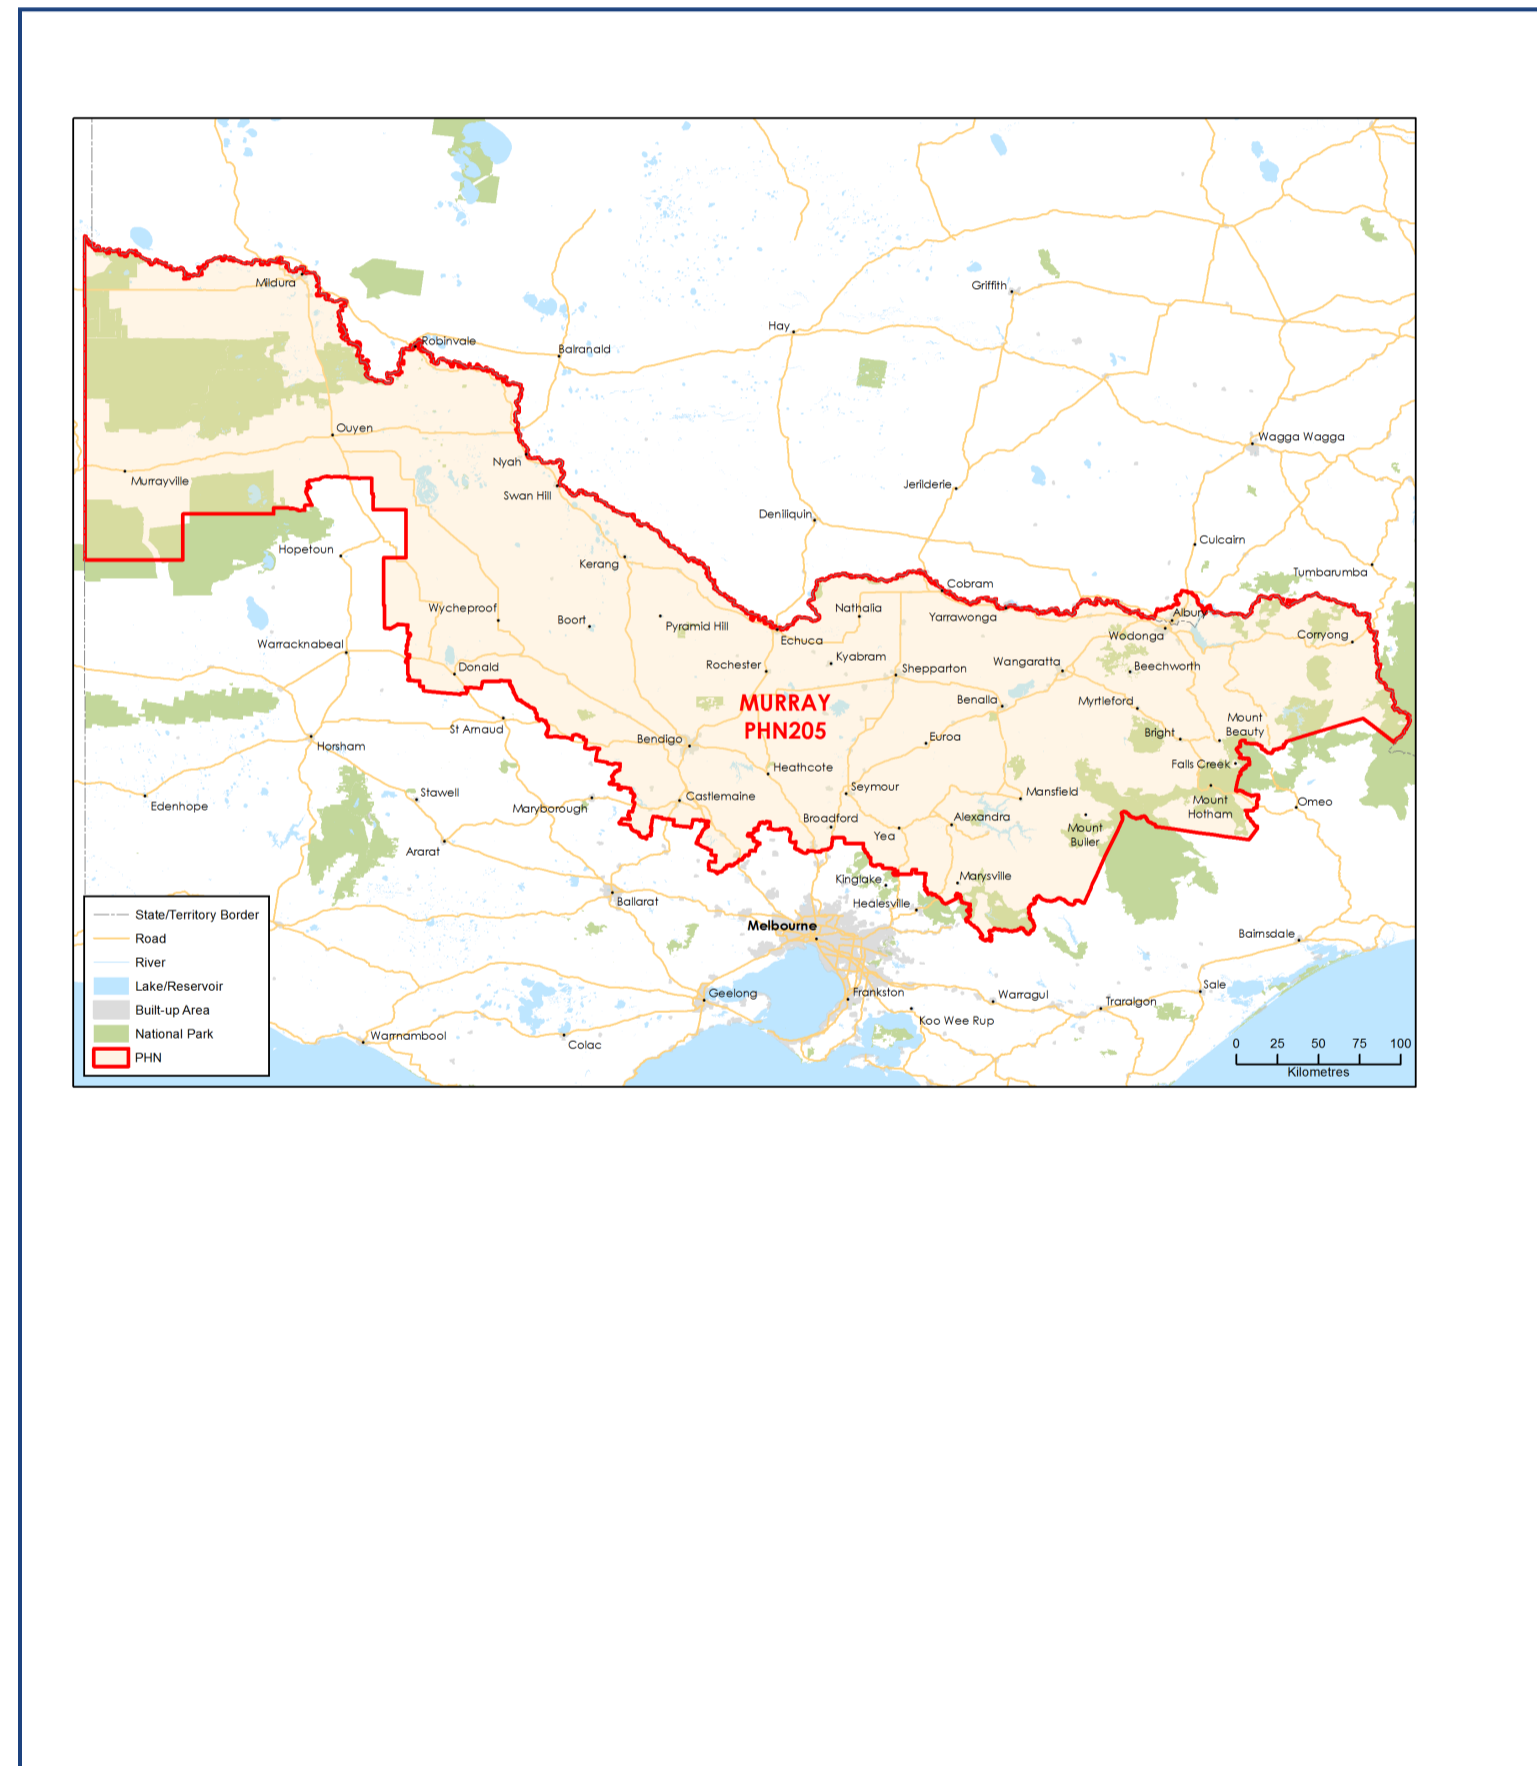 Mildura
Griffith
Hay
Robinvale
Balranald
Ouyen
Wagga Wagga
Nyah
Murrayville
Swan Hill
Jerilderie
Deniliquin
Culcairn
Hopetoun
Kerang
Tumbarumba
Cobram
Wycheproof
Nathalia
Yarrawonga
Albury
Boort
Pyramid Hill
Echuca
Wodonga
Corryong
Warracknabeal
Donald
Rochester
Kyabram
Shepparton
Wangaratta
Beechworth
MURRAY
PHN205
Benalla
Myrtleford
St Arnaud
Mount
Beauty
Bright
Horsham
Bendigo
Euroa
Heathcote
Falls Creek
Stawell
Edenhope
Maryborough
Castlemaine
Seymour
Mansfield
Mount
Hotham
Omeo
Broadford
Yea
Alexandra
Mount
Buller
Ararat
Kinglake
Marysville
Ballarat
Healesville
Melbourne
Bairnsdale
State/Territory Border
Road
River
Lake/Reservoir
Built-up Area
National Park
PHN
Geelong
Frankston
Warragul
Traralgon
Sale
Koo Wee Rup
Warrnambool
Colac
0 25 50 75 100
Kilometres